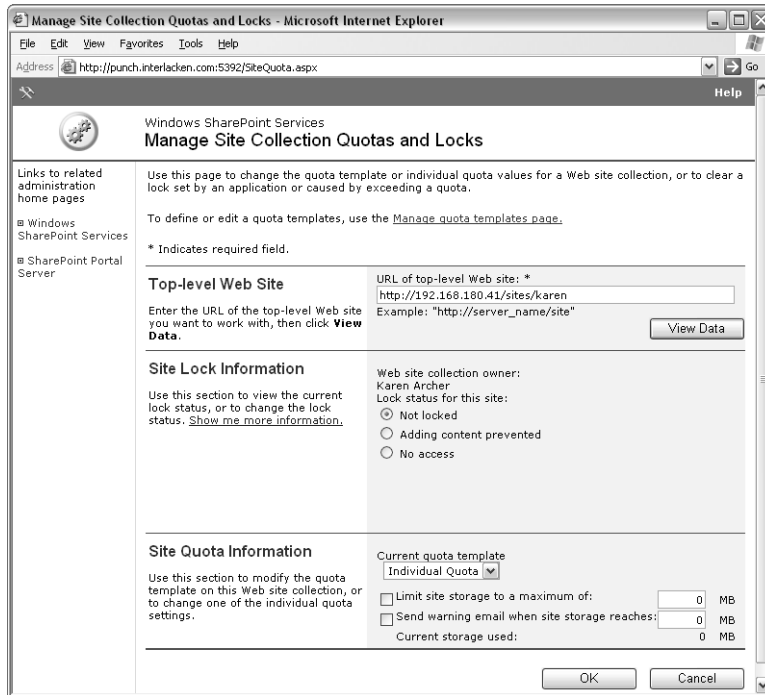 Manage Site Collection Quotas and Locks - Microsoft Internet Explorer
File Edit View Favorites Tools Help
Address http://punch.interlacken.com:5392/SiteQuota.aspx Go
Help
Windows SharePoint Services
Manage Site Collection Quotas and Locks
Links to related
administration
home pages
Windows
SharePoint Services
SharePoint Portal
Server
Use this page to change the quota template or individual quota values for a Web site collection, or to clear a
lock set by an application or caused by exceeding a quota.
To define or edit a quota templates, use the Manage quota templates page.
* Indicates required field.
Top-level Web Site
Enter the URL of the top-level Web site
you want to work with, then click View
Data.
URL of top-level Web site: *
http://192.168.180.41/sites/karen
Example: "http://server_name/site"
View Data
Site Lock Information
Use this section to view the current
lock status, or to change the lock
status. Show me more information.
Web site collection owner:
Karen Archer
Lock status for this site:
Not locked
Adding content prevented
No access
Site Quota Information
Use this section to modify the quota
template on this Web site collection, or
to change one of the individual quota
settings.
Current quota template
Individual Quota
Limit site storage to a maximum of: 0 MB
Send warning email when site storage reaches: 0 MB
Current storage used: 0 MB
OK Cancel